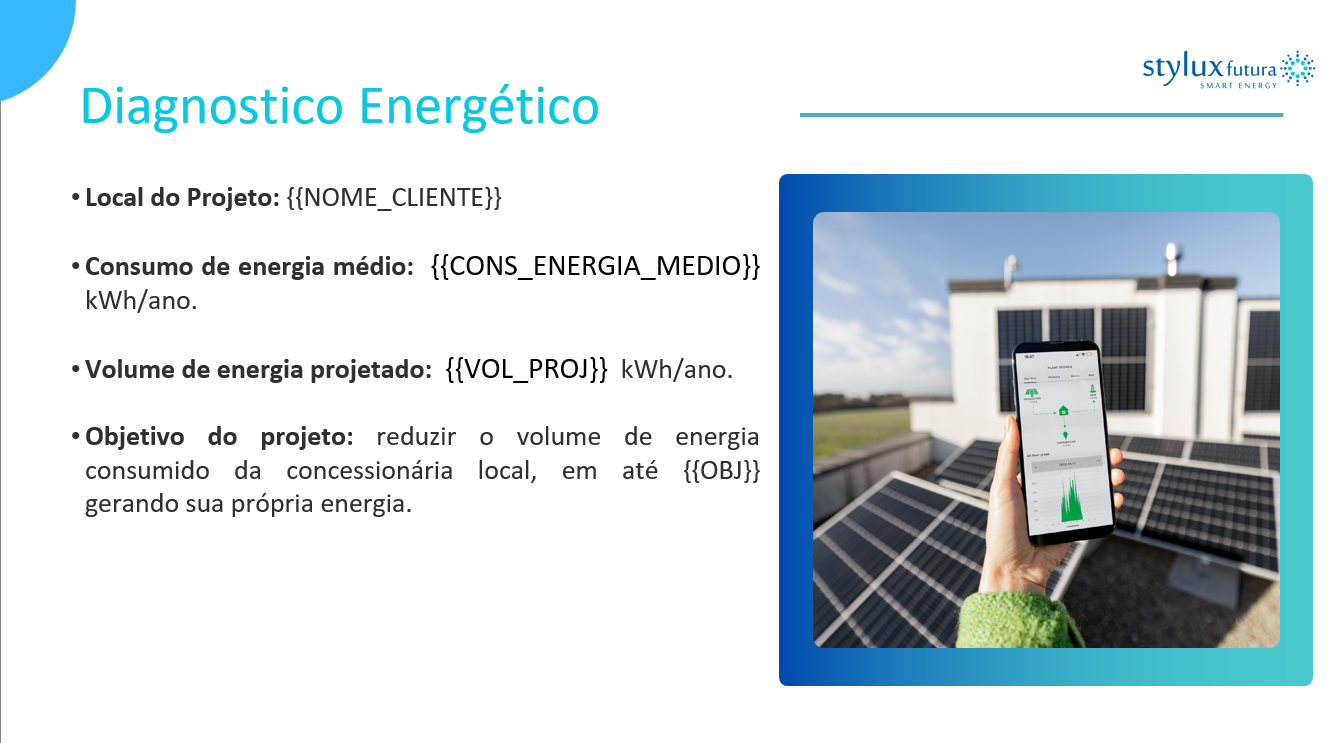 stylux futura
SMART ENERGY
Diagnostico Energético
• Local do Projeto: {{NOME_CLIENTE}}
• Consumo de energia médio: {{CONS_ENERGIA_MEDIO}}
kWh/ano.
• Volume de energia projetado: {{VOL_PROJ}} kWh/ano.
• Objetivo do projeto: reduzir o volume de energia
consumido da concessionária local, em até {{OBJ}}
gerando sua própria energia.
PLANT DETAILS